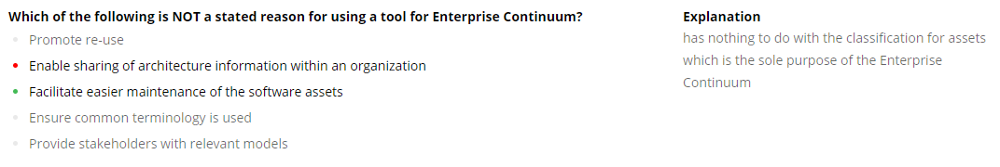 Which of the following is NOT a stated reason for using a tool for Enterprise Continuum?
Promote re-use
Enable sharing of architecture information within an organization
Facilitate easier maintenance of the software assets
Ensure common terminology is used
Provide stakeholders with relevant models
Explanation
has nothing to do with the classification for assets
which is the sole purpose of the Enterprise
Continuum